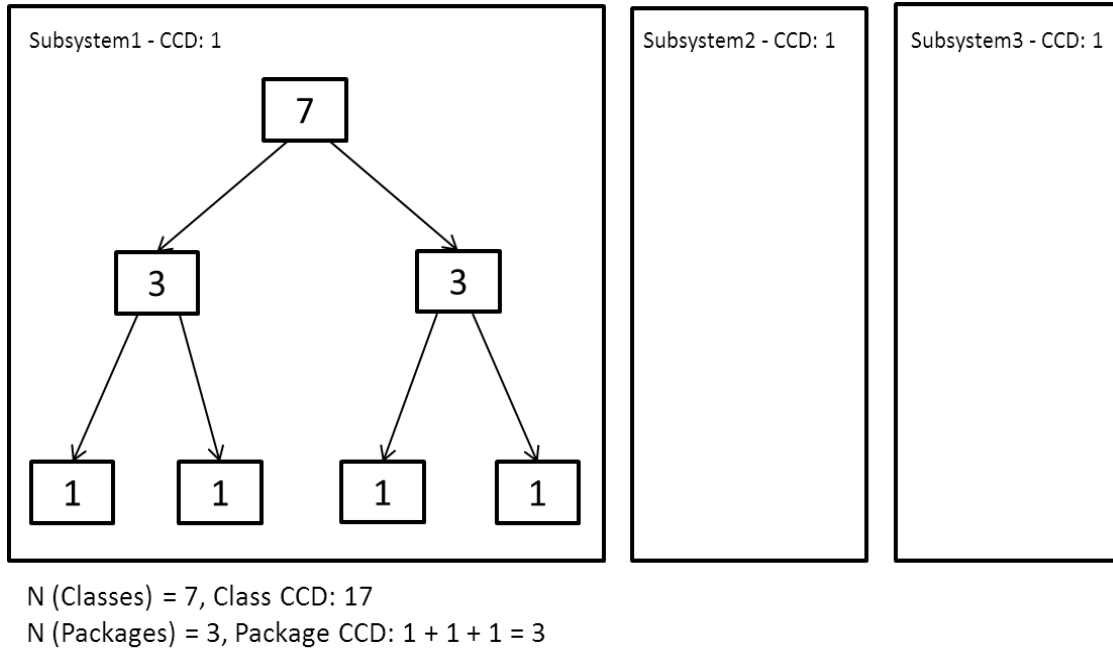 Subsystem1 - CCD: 1
Subsystem2 - CCD: 1
Subsystem3 - CCD: 1
7
3
3
1
1
1
1
N (Classes) = 7, Class CCD: 17
N (Packages) = 3, Package CCD: 1 + 1 + 1 = 3